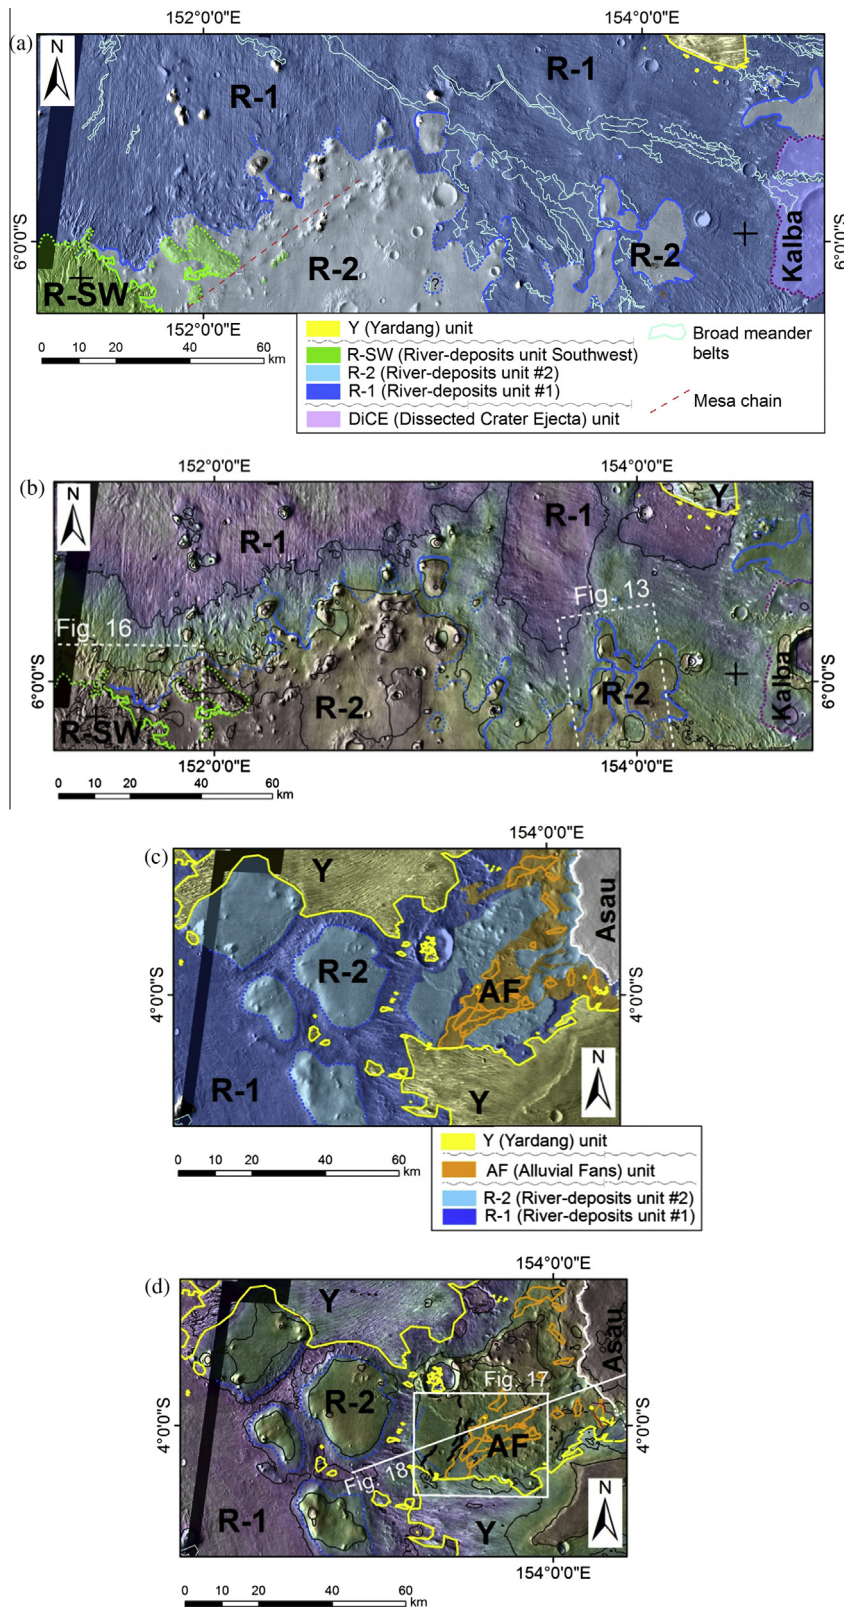 (a)
152°0'0"E
154°0'0"E
N
R-1
R-1
6°0'0"S
R-SW
R-2
?
R-2
Kalba
6°0'0"S
152°0'0"E
0 10 20 40 60
km
Y (Yardang) unit
R-SW (River-deposits unit Southwest)
R-2 (River-deposits unit #2)
R-1 (River-deposits unit #1)
DiCE (Dissected Crater Ejecta) unit
Broad meander
belts
Mesa chain
(b)
152°0'0"E
154°0'0"E
N
R-1
R-1
Y
Fig. 16
Fig. 13
6°0'0"S
R-SW
R-2
?
R-2
Kalba
6°0'0"S
152°0'0"E
154°0'0"E
0 10 20 40 60
km
(c)
154°0'0"E
Y
Asau
R-2
AF
4°0'0"S
4°0'0"S
R-1
Y
N
0 10 20 40 60
km
Y (Yardang) unit
AF (Alluvial Fans) unit
R-2 (River-deposits unit #2)
R-1 (River-deposits unit #1)
(d)
154°0'0"E
Y
Asau
Fig. 17
R-2
4°0'0"S
AF
4°0'0"S
Fig. 18
R-1
Y
N
154°0'0"E
0 10 20 40 60
km